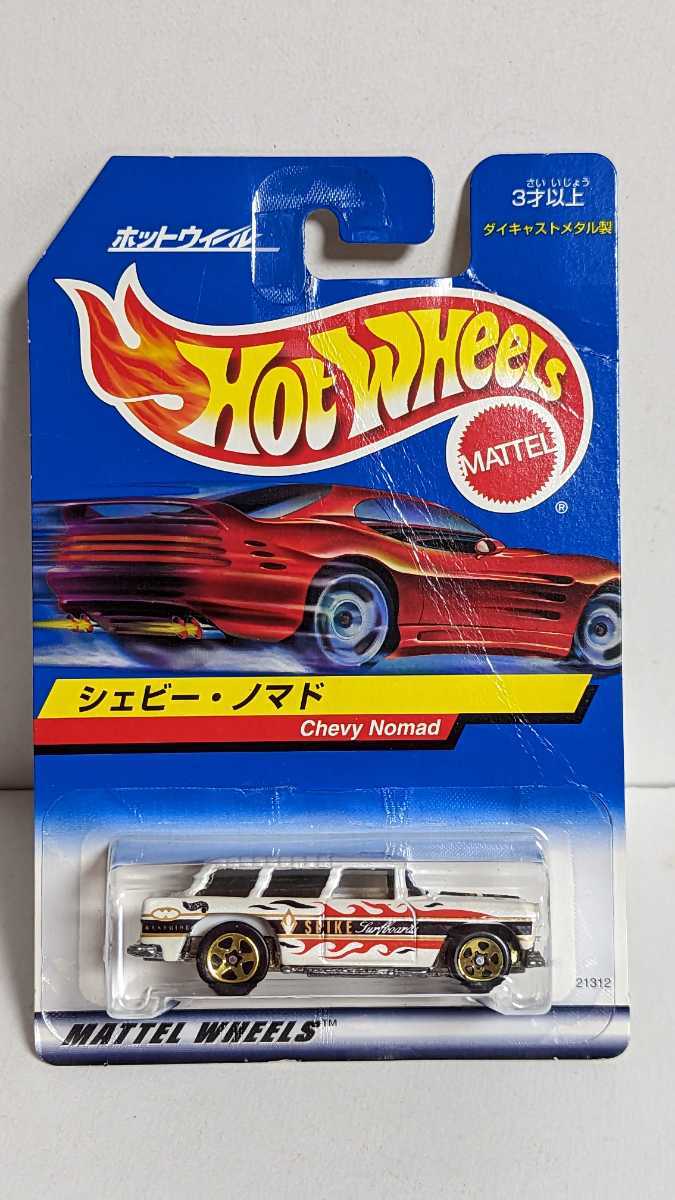 さい いじょう
3才以上
ホットウィール
ダイキャストメタル製
HOT WHEELS
MATTEL
®
シェビー・ノマド
Chevy Nomad
SPIKE Surfboards
21312
MATTEL WHEELS™